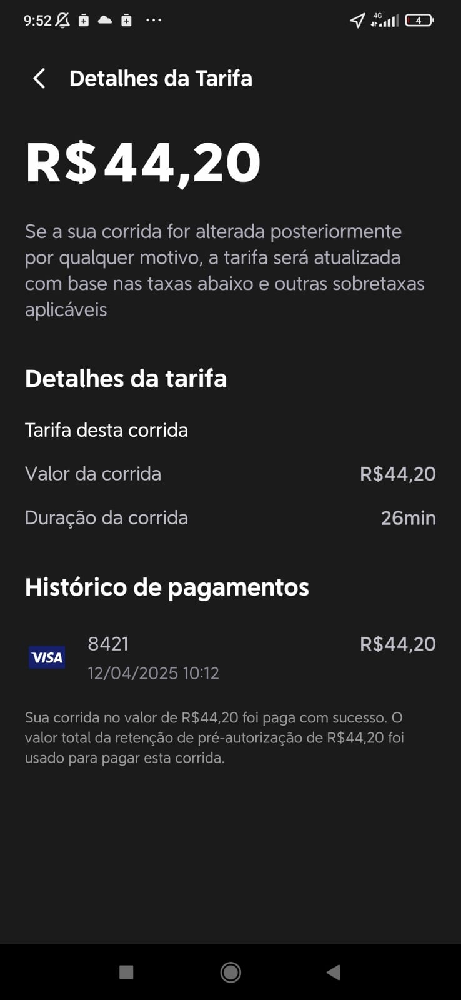 9:52
4G
4
Detalhes da Tarifa
R$44,20
Se a sua corrida for alterada posteriormente
por qualquer motivo, a tarifa será atualizada
com base nas taxas abaixo e outras sobretaxas
aplicáveis
Detalhes da tarifa
Tarifa desta corrida
Valor da corrida R$44,20
Duração da corrida 26min
Histórico de pagamentos
VISA 8421 R$44,20
12/04/2025 10:12
Sua corrida no valor de R$44,20 foi paga com sucesso. O
valor total da retenção de pré-autorização de R$44,20 foi
usado para pagar esta corrida.